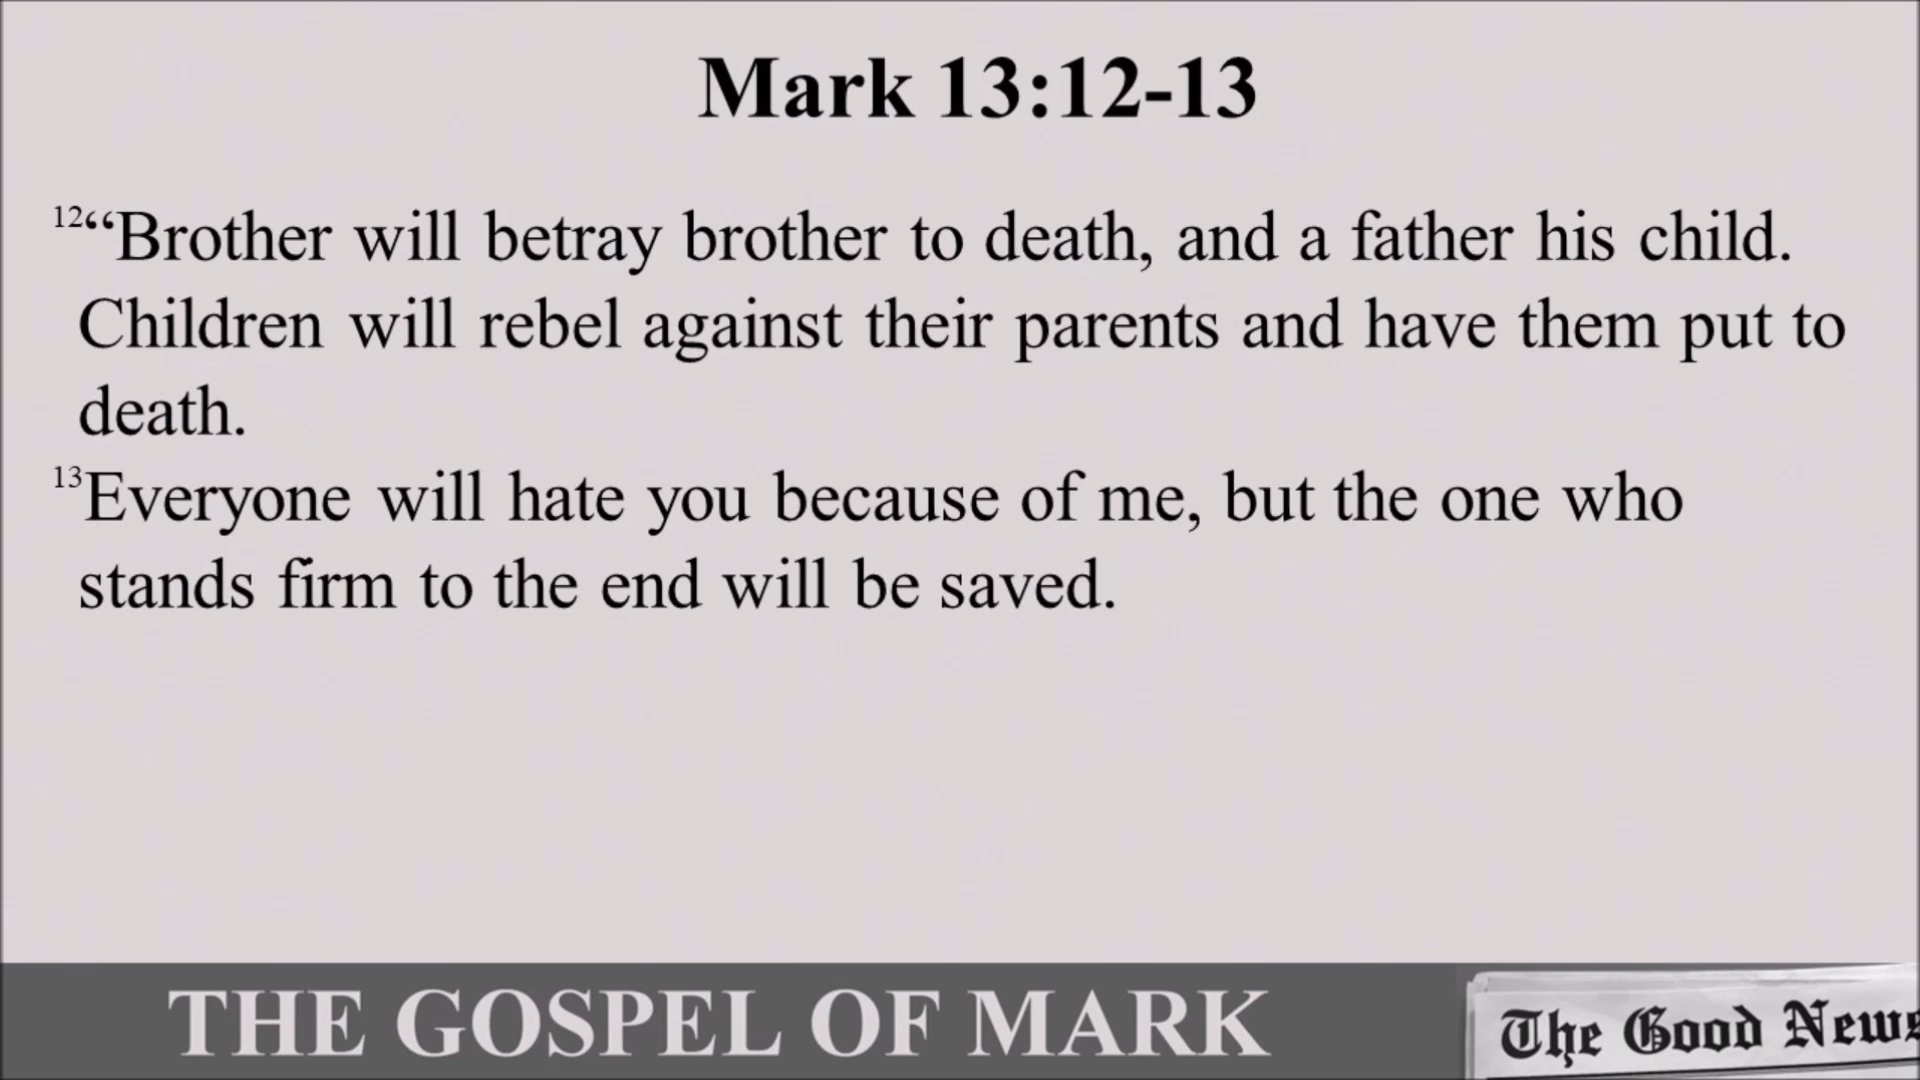 Mark 13:12-13
12“Brother will betray brother to death, and a father his child.
Children will rebel against their parents and have them put to
death.
13Everyone will hate you because of me, but the one who
stands firm to the end will be saved.
THE GOSPEL OF MARK
The Good News